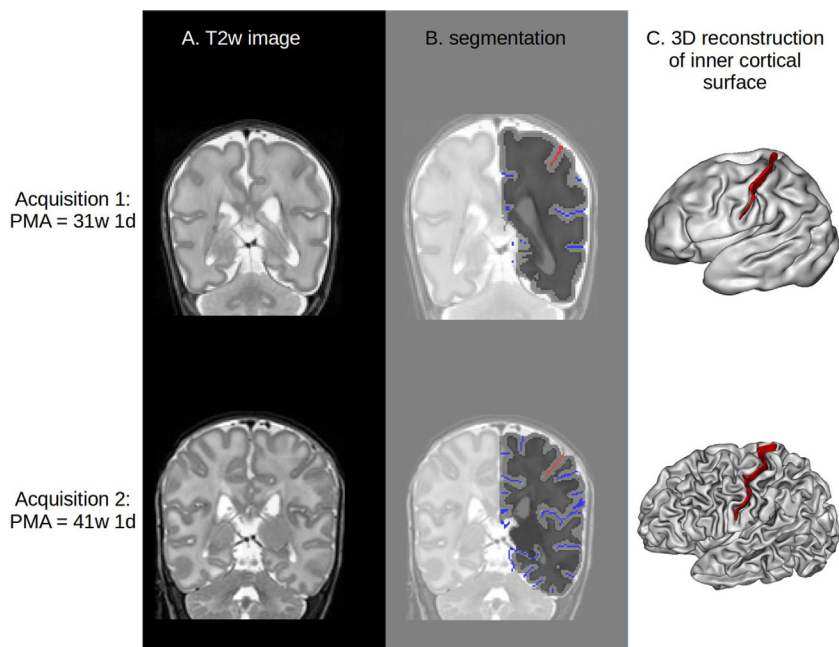 A. T2w image
B. segmentation
C. 3D reconstruction
of inner cortical
surface
Acquisition 1:
PMA = 31w 1d
Acquisition 2:
PMA = 41w 1d